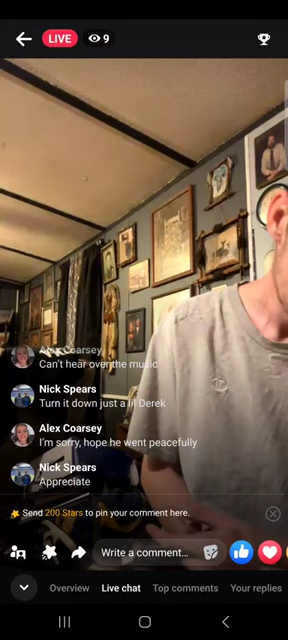 LIVE
9
Alex Coarsey
Can't hear over the music
Nick Spears
Turn it down just a lil Derek
Alex Coarsey
I'm sorry, hope he went peacefully
Nick Spears
Appreciate
Send 200 Stars to pin your comment here.
Write a comment...
Overview Live chat Top comments Your replies